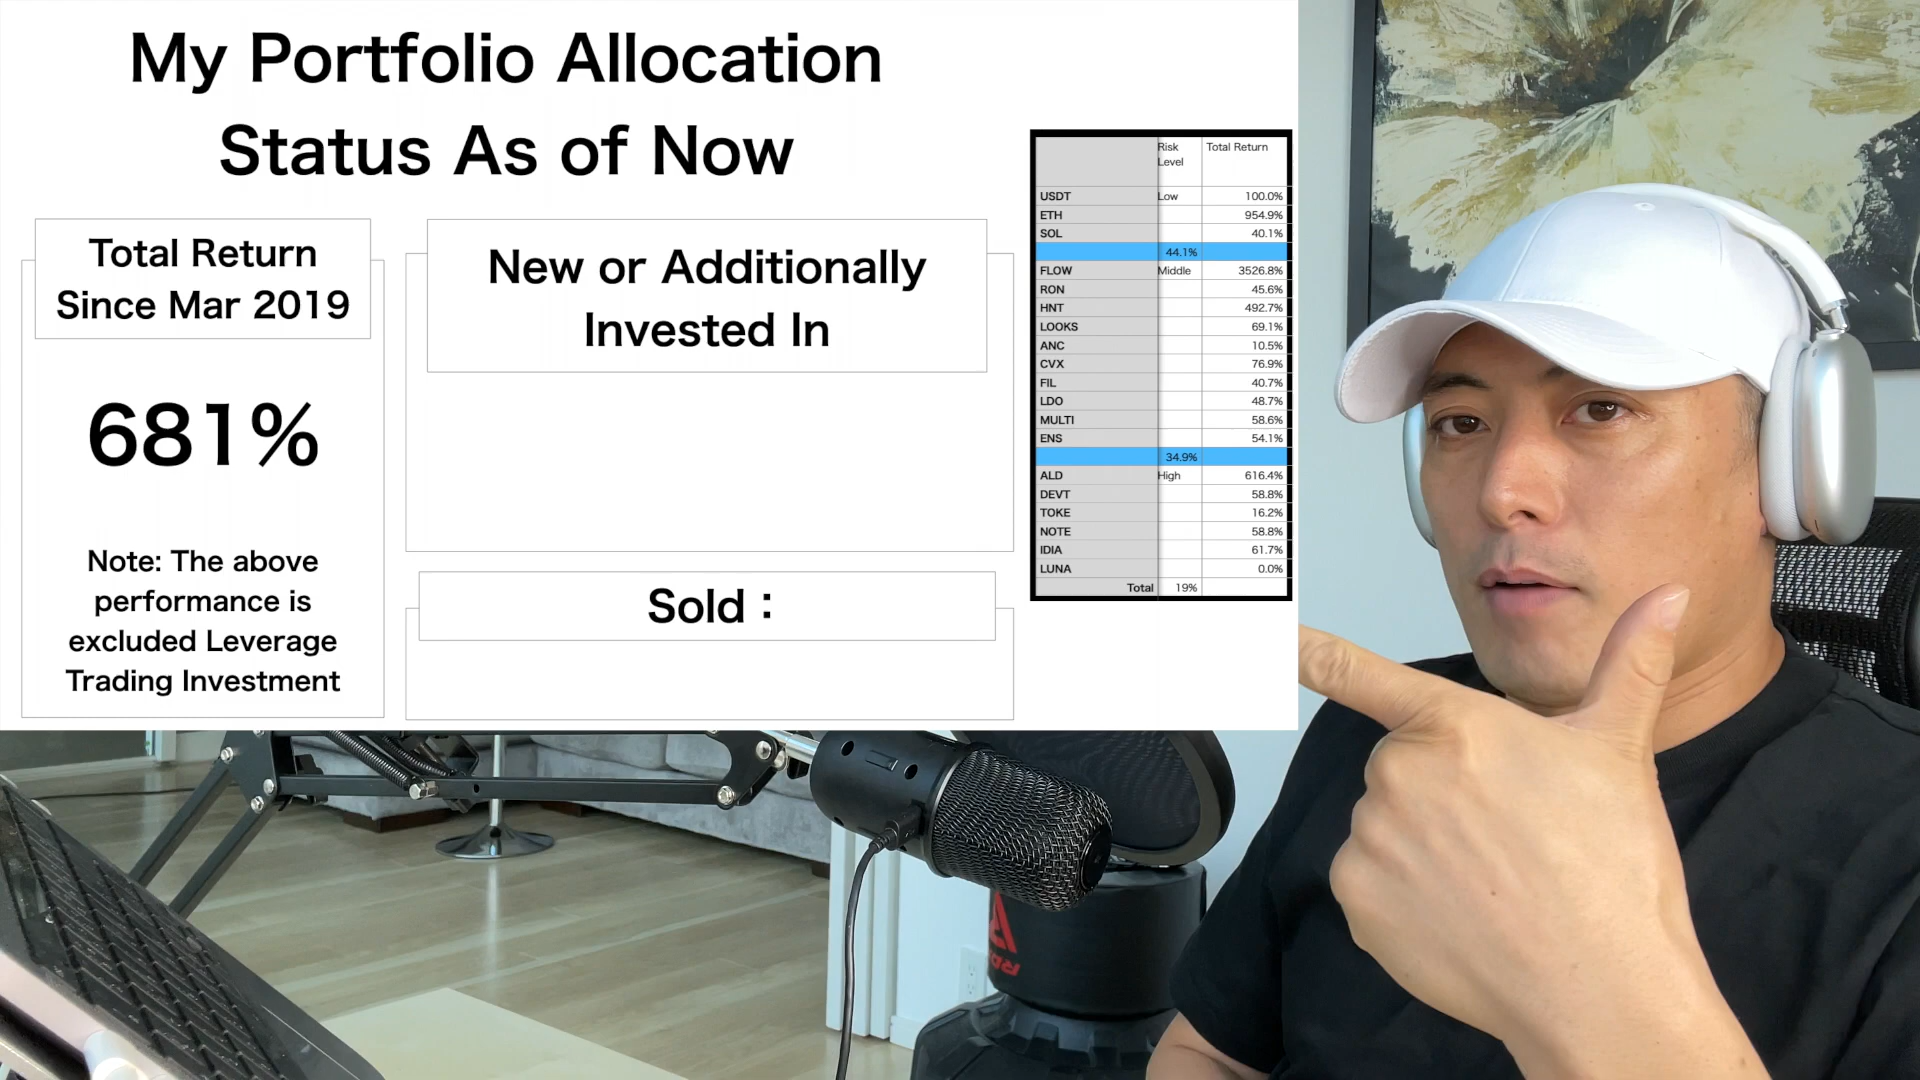 My Portfolio Allocation
Status As of Now
Total Return
Since Mar 2019
681%
Note: The above
performance is
excluded Leverage
Trading Investment
New or Additionally
Invested In
Sold :
Risk Level Total Return
USDT Low 100.0%
ETH 954.9%
SOL 40.1%
44.1%
FLOW Middle 3526.8%
RON 45.6%
HNT 492.7%
LOOKS 69.1%
ANC 10.5%
CVX 76.9%
FIL 40.7%
LDO 48.7%
MULTI 58.6%
ENS 54.1%
34.9%
ALD High 616.4%
DEVT 58.8%
TOKE 16.2%
NOTE 58.8%
IDIA 61.7%
LUNA 0.0%
Total 19%